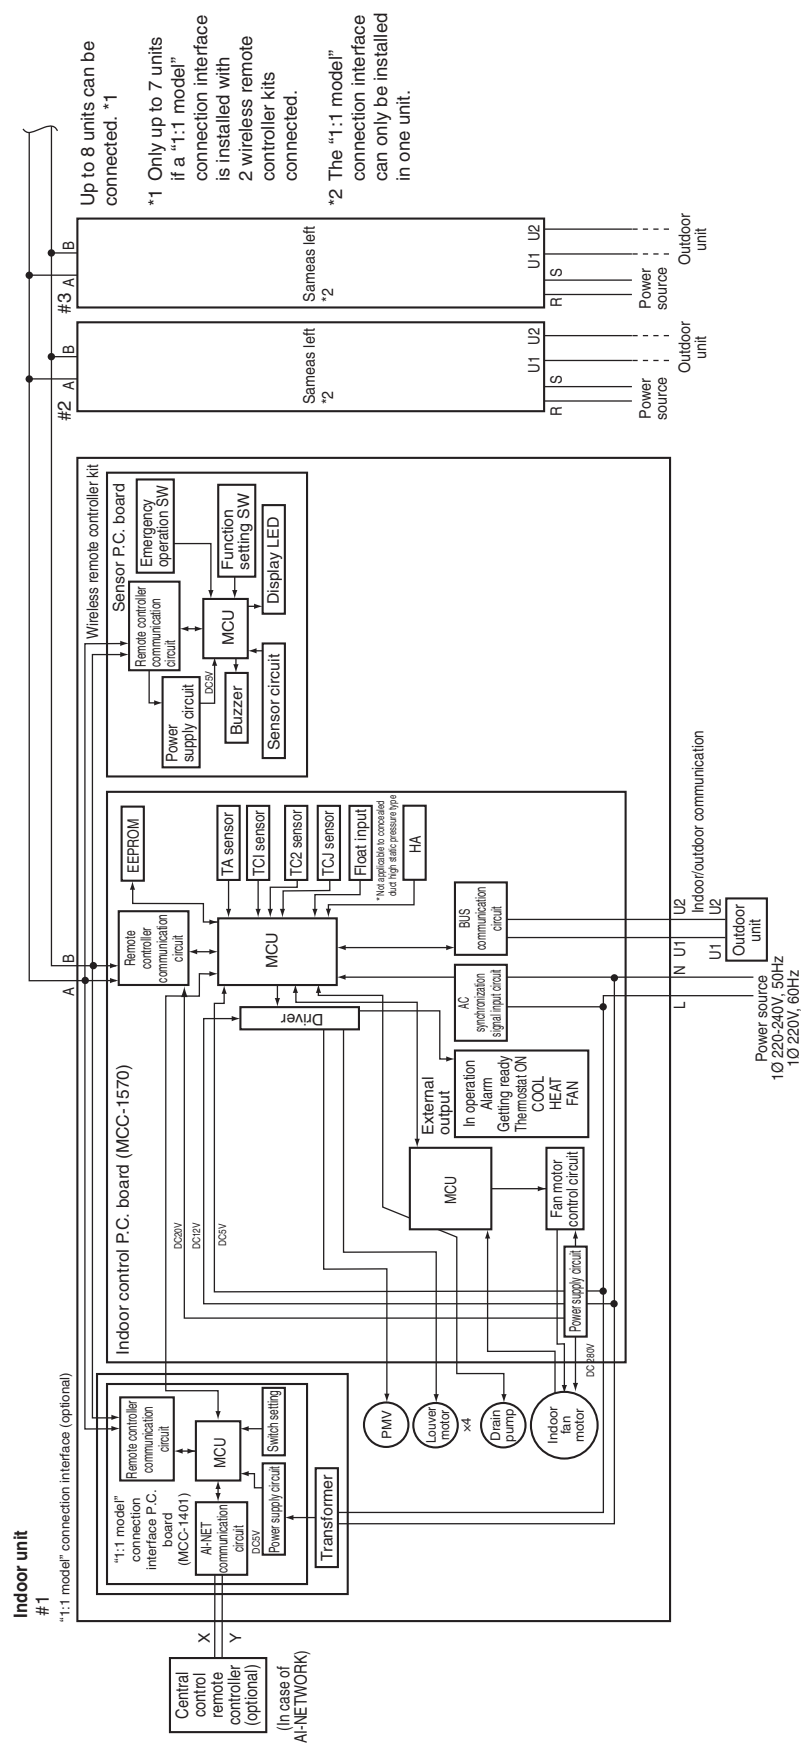 Indoor unit
#1
"1:1 model" connection interface (optional)
"1:1 model"
connection
interface P.C.
board
(MCC-1401)
Remote controller
communication
circuit
MCU
AI-NET
communication
circuit
DC5V
Power supply circuit
Switch setting
Transformer
X
Y
Central
control
remote
controller
(optional)
(In case of
AI-NETWORK)
Indoor control P.C. board (MCC-1570)
DC20V
DC12V
DC5V
A
B
Remote
controller
communication
circuit
EEPROM
MCU
TA sensor
TCI sensor
TC2 sensor
TCJ sensor
Float input
*Not applicable to concealed
duct high static pressure type
HA
Driver
External
output
In operation
Alarm
Getting ready
Thermostat ON
COOL
HEAT
FAN
AC
synchronization
signal input circuit
BUS
communication
circuit
MCU
Fan motor
control circuit
Power supply circuit
DC280V
PMV
Louver
motor
×4
Drain
pump
Indoor
fan
motor
L
N
U1
U2
Indoor/outdoor communication
U1
U2
Outdoor
unit
Power source
1Ø 220-240V, 50Hz
1Ø 220V, 60Hz
Wireless remote controller kit
Sensor P.C. board
Remote controller
communication
circuit
Emergency
operation SW
Power
supply circuit
DC5V
MCU
Function
setting SW
Buzzer
Display LED
Sensor circuit
#2
A
B
Sameas left
*2
R
S
U1
U2
Power
source
Outdoor
unit
#3
A
B
Sameas left
*2
R
S
U1
U2
Power
source
Outdoor
unit
Up to 8 units can be
connected. *1
*1 Only up to 7 units
if a "1:1 model"
connection interface
is installed with
2 wireless remote
controller kits
connected.
*2 The "1:1 model"
connection interface
can only be installed
in one unit.